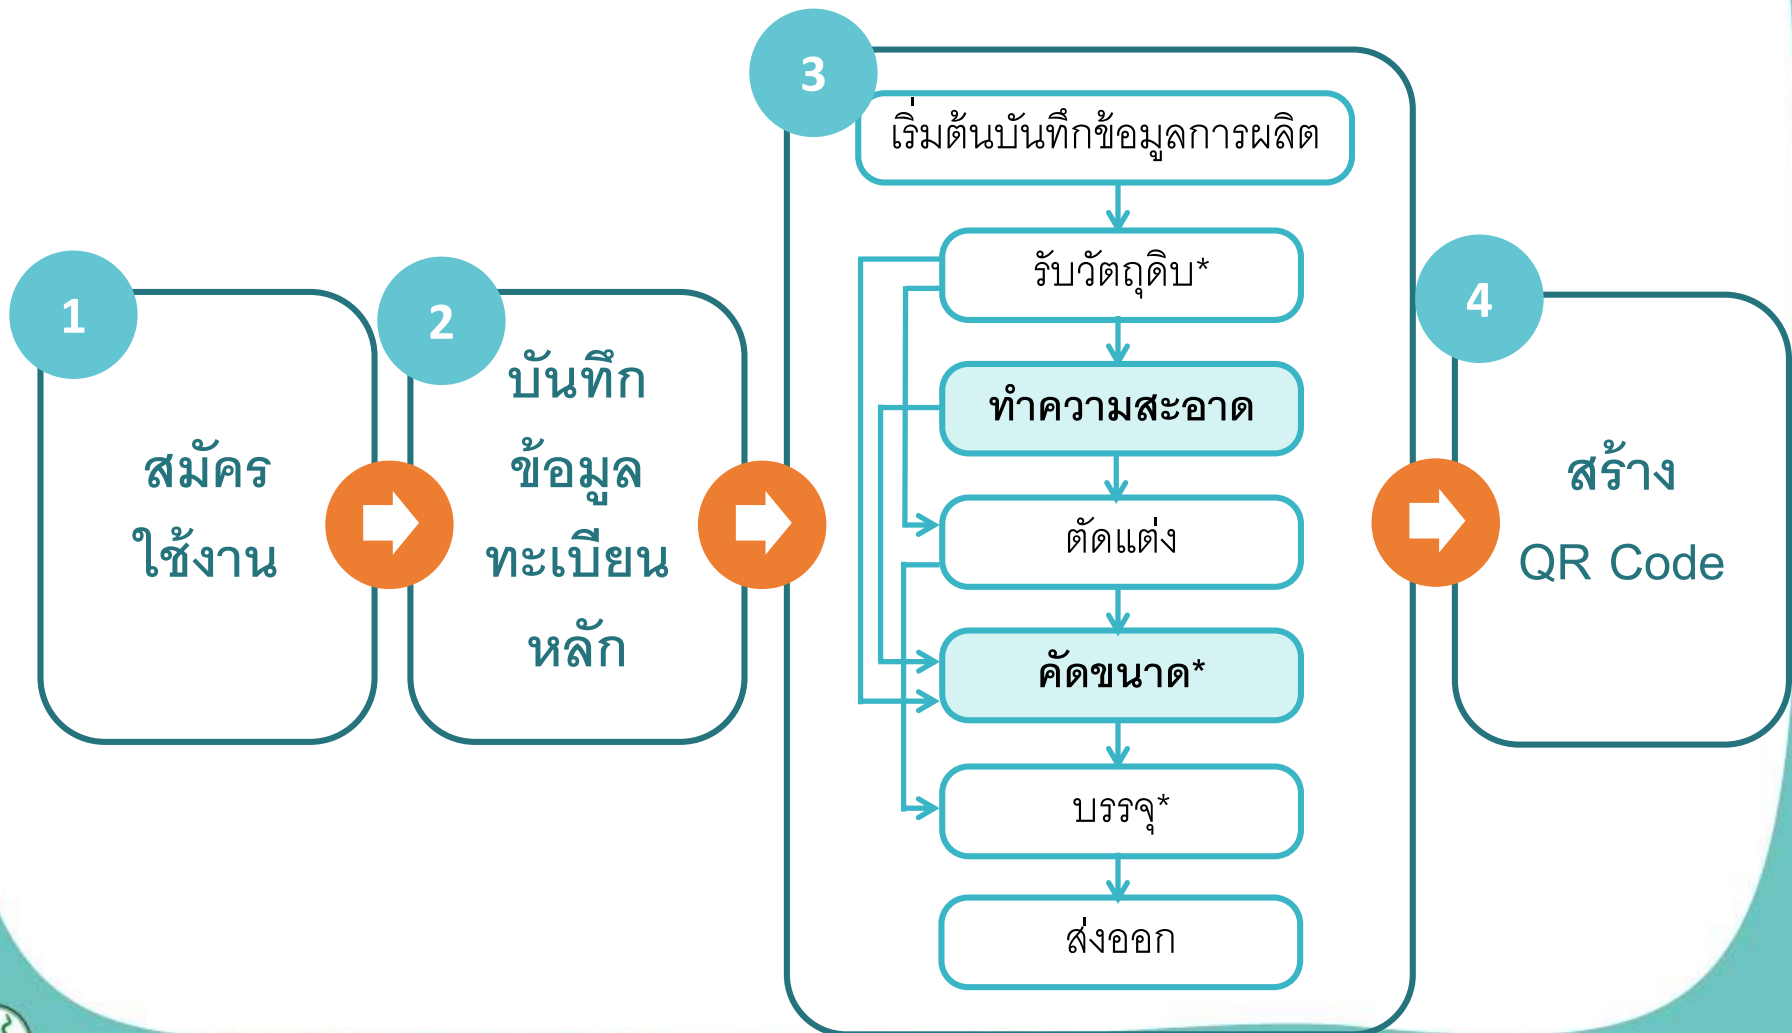 1
สมัคร
ใช้งาน
2
บันทึก
ข้อมูล
ทะเบียน
หลัก
3
เริ่มต้นบันทึกข้อมูลการผลิต
รับวัตถุดิบ*
ทำความสะอาด
ตัดแต่ง
คัดขนาด*
บรรจุ*
ส่งออก
4
สร้าง
QR Code